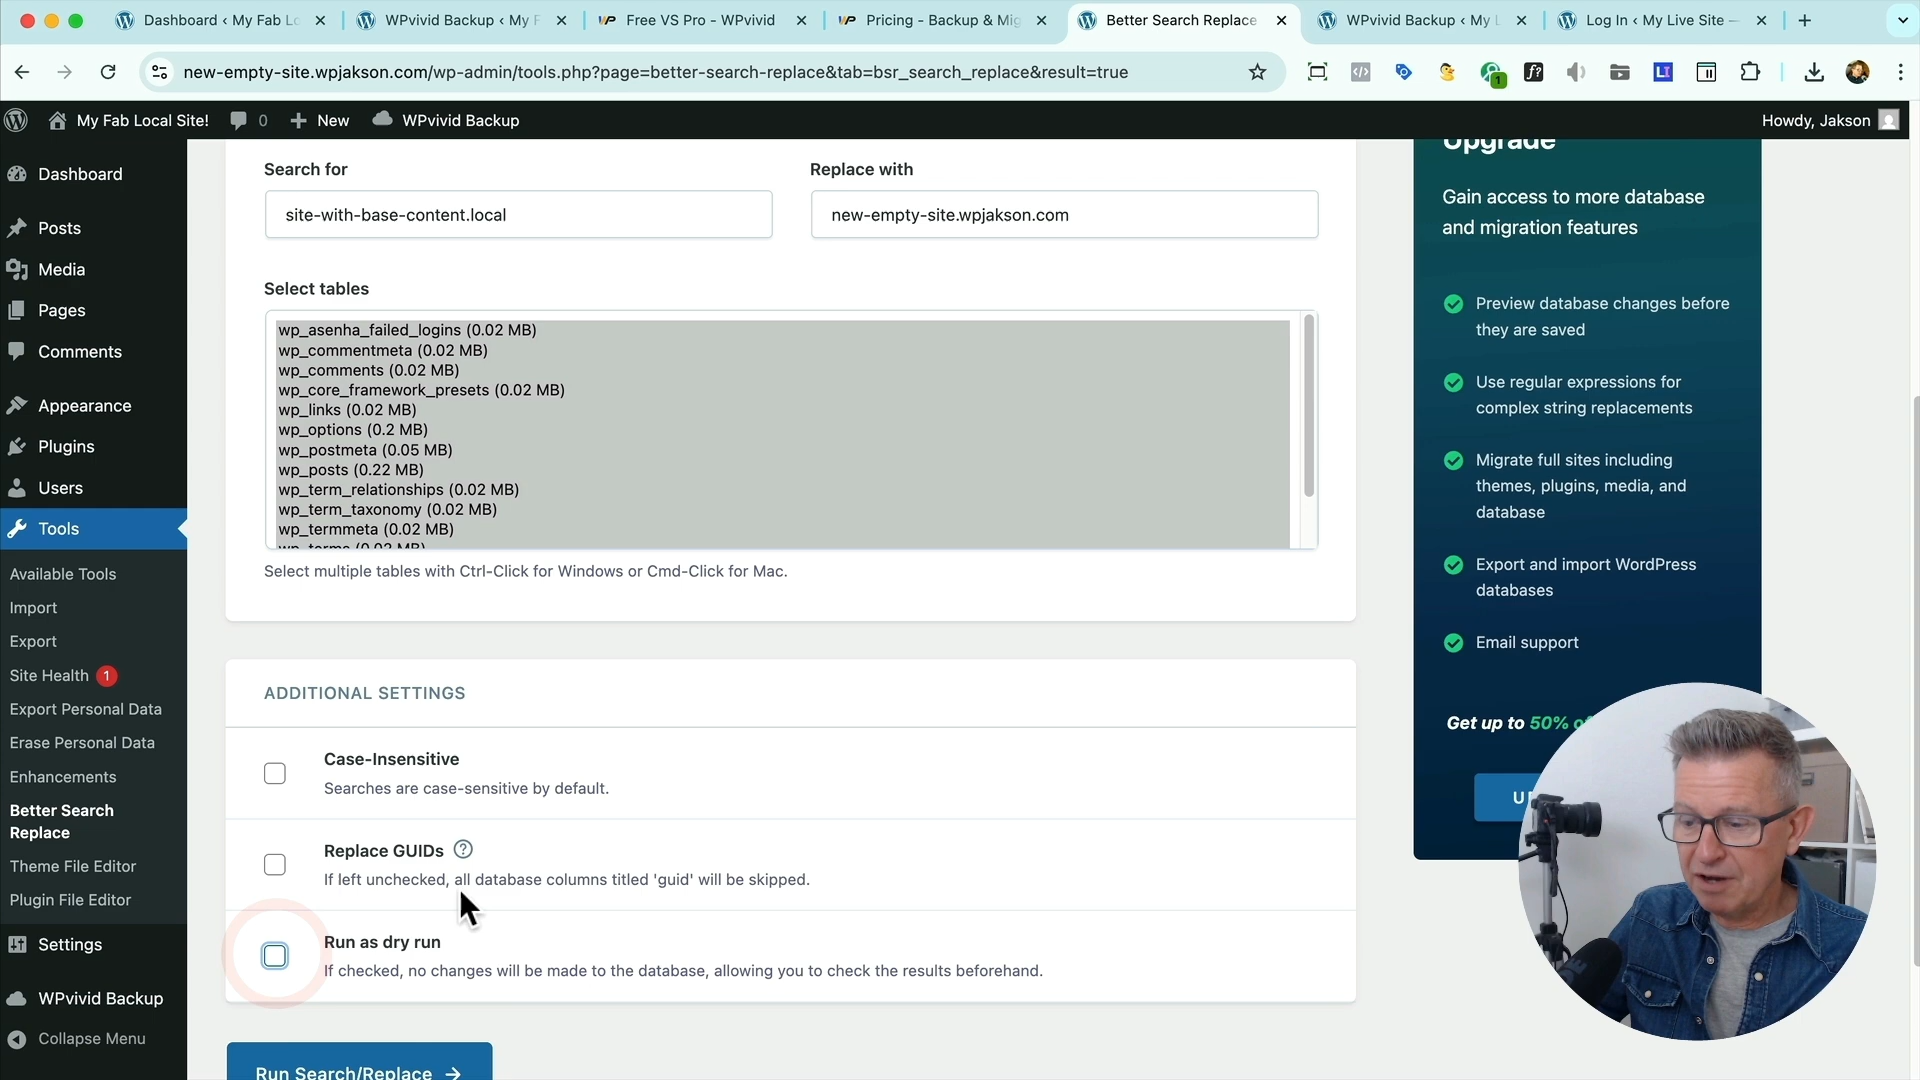 Dashboard ‹ My Fab Lo
WPvivid Backup ‹ My F
Free VS Pro - WPvivid
Pricing - Backup & Mig
Better Search Replace
WPvivid Backup ‹ My L
Log In ‹ My Live Site —
new-empty-site.wpjakson.com/wp-admin/tools.php?page=better-search-replace&tab=bsr_search_replace&result=true
My Fab Local Site!
0
New
WPvivid Backup
Howdy, Jakson
Dashboard
Posts
Media
Pages
Comments
Appearance
Plugins
Users
Tools
Available Tools
Import
Export
Site Health 1
Export Personal Data
Erase Personal Data
Enhancements
Better Search
Replace
Theme File Editor
Plugin File Editor
Settings
WPvivid Backup
Collapse Menu
Search for
Replace with
site-with-base-content.local
new-empty-site.wpjakson.com
Select tables
wp_asenha_failed_logins (0.02 MB)
wp_commentmeta (0.02 MB)
wp_comments (0.02 MB)
wp_core_framework_presets (0.02 MB)
wp_links (0.02 MB)
wp_options (0.2 MB)
wp_postmeta (0.05 MB)
wp_posts (0.22 MB)
wp_term_relationships (0.02 MB)
wp_term_taxonomy (0.02 MB)
wp_termmeta (0.02 MB)
wp_terms (0.02 MB)
Select multiple tables with Ctrl-Click for Windows or Cmd-Click for Mac.
ADDITIONAL SETTINGS
Case-Insensitive
Searches are case-sensitive by default.
Replace GUIDs ?
If left unchecked, all database columns titled 'guid' will be skipped.
Run as dry run
If checked, no changes will be made to the database, allowing you to check the results beforehand.
Run Search/Replace →
Upgrade
Gain access to more database
and migration features
Preview database changes before
they are saved
Use regular expressions for
complex string replacements
Migrate full sites including
themes, plugins, media, and
database
Export and import WordPress
databases
Email support
Get up to 50%